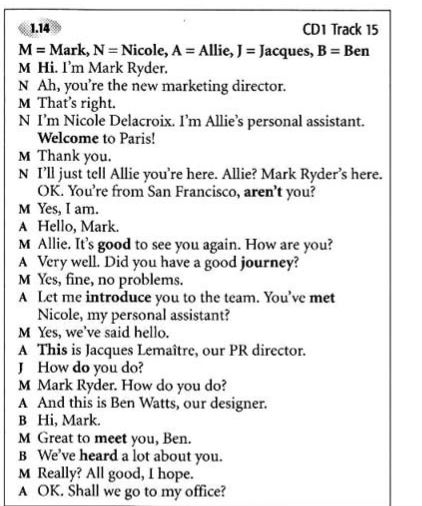 1.14 CD1 Track 15
M = Mark, N = Nicole, A = Allie, J = Jacques, B = Ben
M Hi. I'm Mark Ryder.
N Ah, you're the new marketing director.
M That's right.
N I'm Nicole Delacroix. I'm Allie's personal assistant.
Welcome to Paris!
M Thank you.
N I'll just tell Allie you're here. Allie? Mark Ryder's here.
OK. You're from San Francisco, aren't you?
M Yes, I am.
A Hello, Mark.
M Allie. It's good to see you again. How are you?
A Very well. Did you have a good journey?
M Yes, fine, no problems.
A Let me introduce you to the team. You've met
Nicole, my personal assistant?
M Yes, we've said hello.
A This is Jacques Lemaître, our PR director.
J How do you do?
M Mark Ryder. How do you do?
A And this is Ben Watts, our designer.
B Hi, Mark.
M Great to meet you, Ben.
B We've heard a lot about you.
M Really? All good, I hope.
A OK. Shall we go to my office?